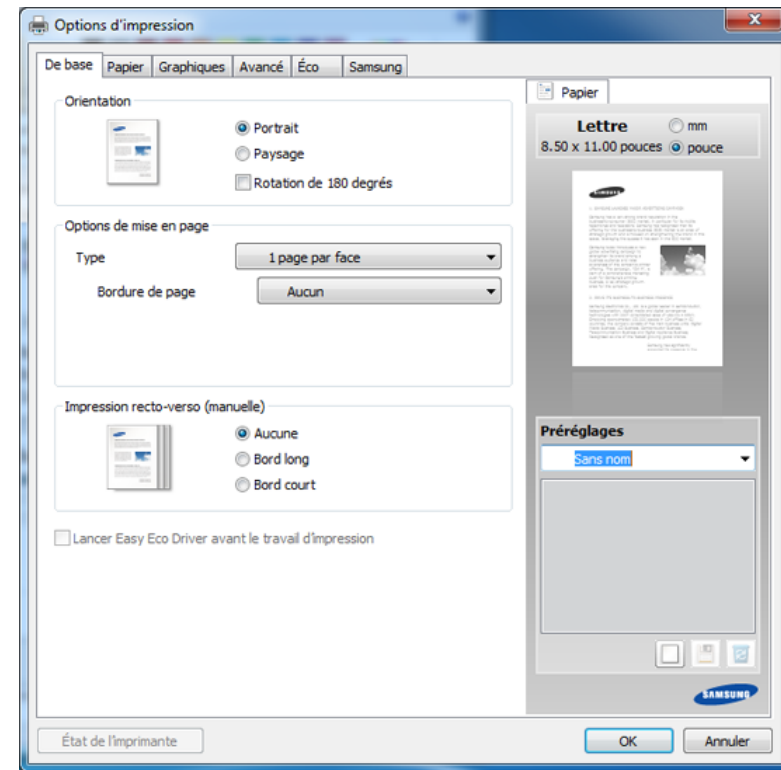 Options d'impression
De base Papier Graphiques Avancé Éco Samsung
Orientation
Portrait
Paysage
Rotation de 180 degrés
Options de mise en page
Type 1 page par face
Bordure de page Aucun
Impression recto-verso (manuelle)
Aucune
Bord long
Bord court
Lancer Easy Eco Driver avant le travail d'impression
Papier
Lettre mm
8.50 x 11.00 pouces pouce
SAMSUNG
Préréglages
Sans nom
SAMSUNG
État de l'imprimante OK Annuler